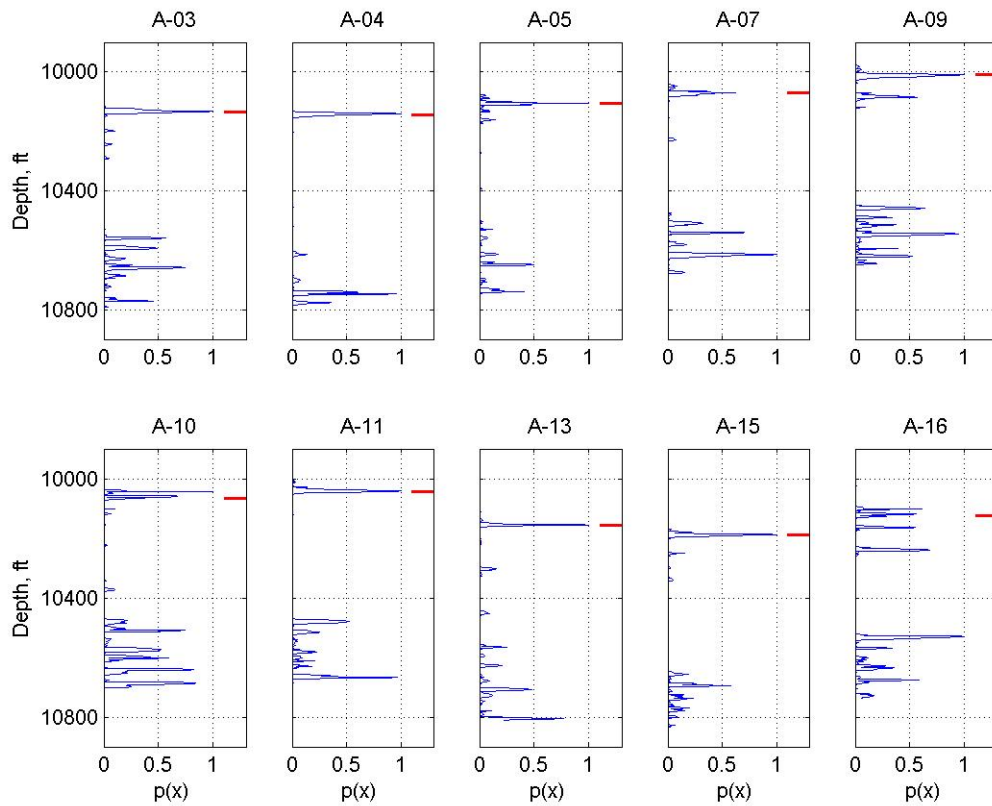 A-03 A-04 A-05 A-07 A-09
Depth, ft
10000
10400
10800
0 0.5 1 0 0.5 1 0 0.5 1 0 0.5 1 0 0.5 1
A-10 A-11 A-13 A-15 A-16
Depth, ft
10000
10400
10800
0 0.5 1 0 0.5 1 0 0.5 1 0 0.5 1 0 0.5 1
p(x) p(x) p(x) p(x) p(x)